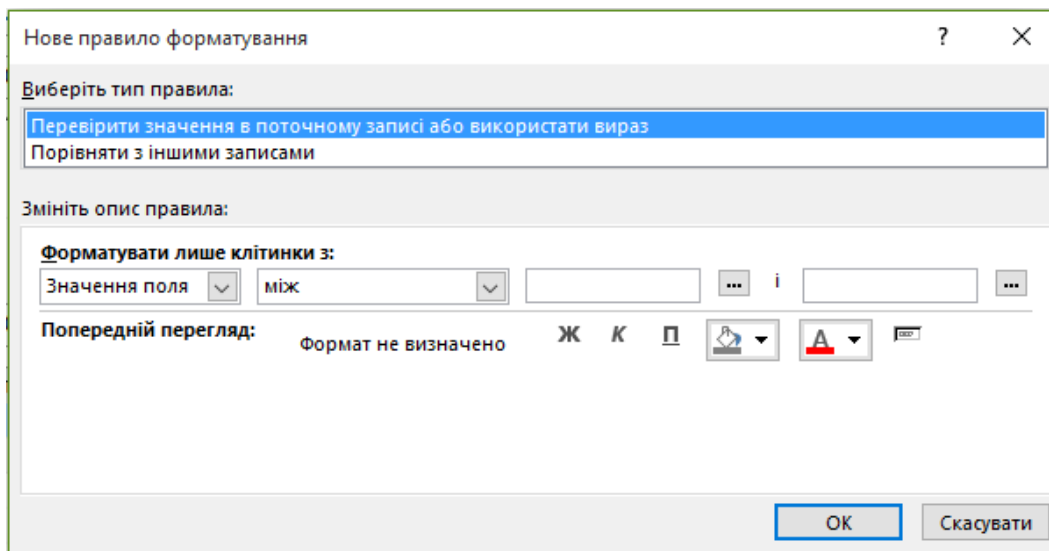 Нове правило форматування ?
Виберіть тип правила:
Перевірити значення в поточному записі або використати вираз
Порівняти з іншими записами
Змініть опис правила:
Форматувати лише клітинки з:
Значення поля між ... і ...
Попередній перегляд: Формат не визначено Ж К П А
ОК Скасувати